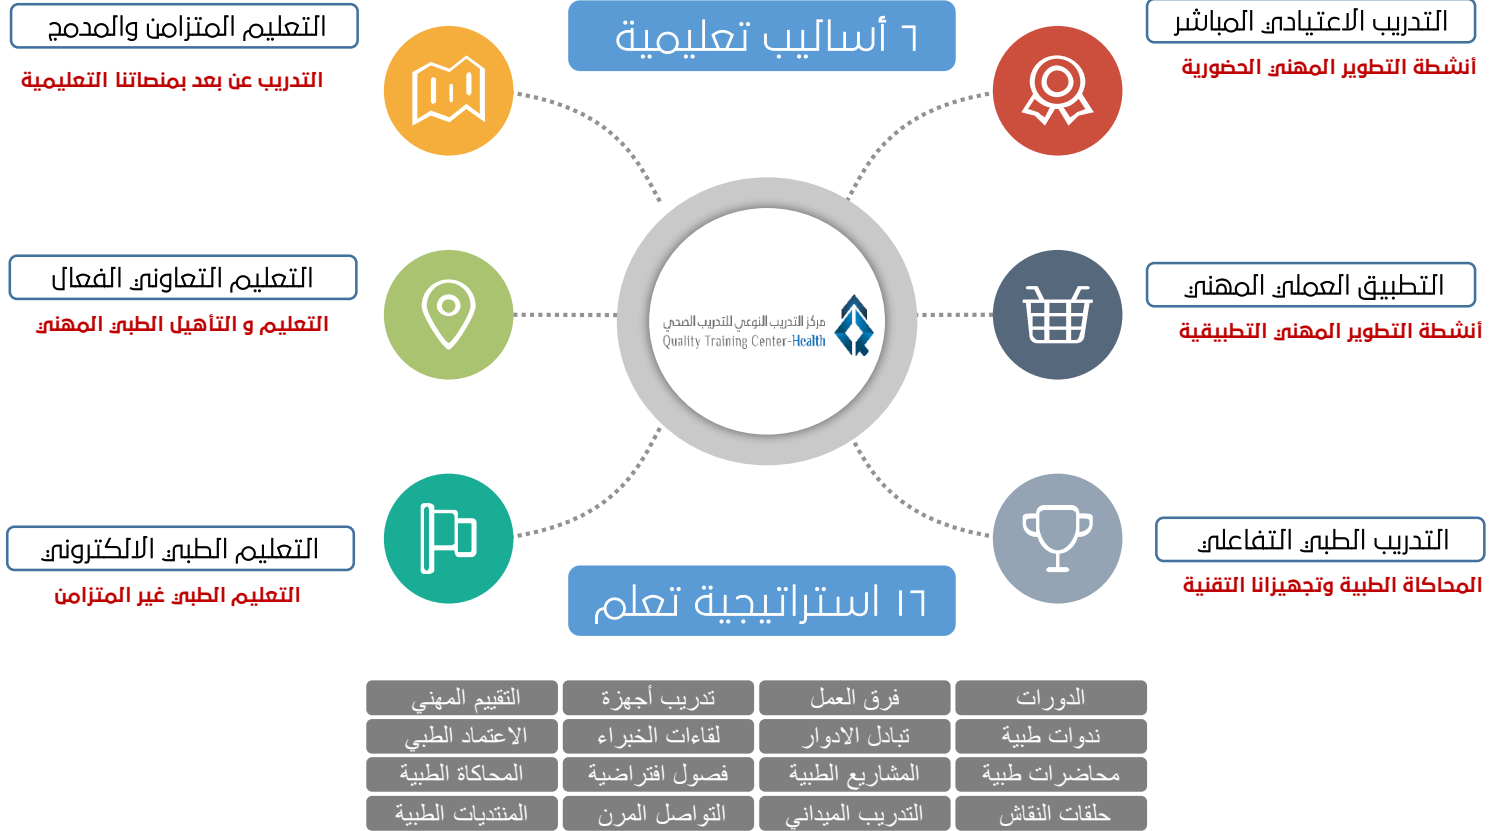 ٦ أساليب تعليمية
التدريب الاعتيادي المباشر
أنشطة التطوير المهني الحضورية
التعليم المتزامن والمدمج
التدريب عن بعد بمنصاتنا التعليمية
التطبيق العملي المهني
أنشطة التطوير المهني التطبيقية
مركز التدريب النوعي للتدريب الصحي
Quality Training Center-Health
التعليم التعاوني الفعال
التعليم و التأهيل الطبي المهني
التدريب الطبي التفاعلي
المحاكاة الطبية وتجهيزانا التقنية
التعليم الطبي الالكتروني
التعليم الطبي غير المتزامن
١٦ استراتيجية تعلم
الدورات
فرق العمل
تدريب أجهزة
التقييم المهني
ندوات طبية
تبادل الادوار
لقاءات الخبراء
الاعتماد الطبي
محاضرات طبية
المشاريع الطبية
فصول افتراضية
المحاكاة الطبية
حلقات النقاش
التدريب الميداني
التواصل المرن
المنتديات الطبية